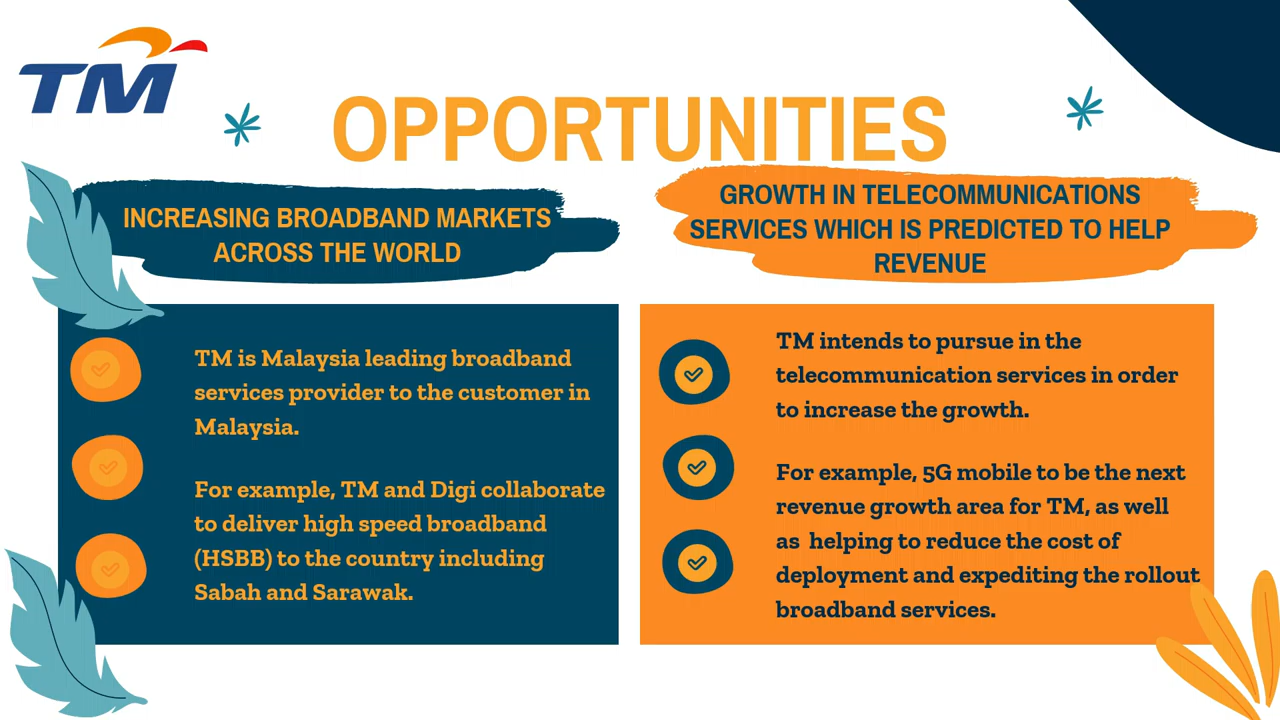 TM
OPPORTUNITIES
INCREASING BROADBAND MARKETS
ACROSS THE WORLD
TM is Malaysia leading broadband
services provider to the customer in
Malaysia.
For example, TM and Digi collaborate
to deliver high speed broadband
(HSBB) to the country including
Sabah and Sarawak.
GROWTH IN TELECOMMUNICATIONS
SERVICES WHICH IS PREDICTED TO HELP
REVENUE
TM intends to pursue in the
telecommunication services in order
to increase the growth.
For example, 5G mobile to be the next
revenue growth area for TM, as well
as helping to reduce the cost of
deployment and expediting the rollout
broadband services.